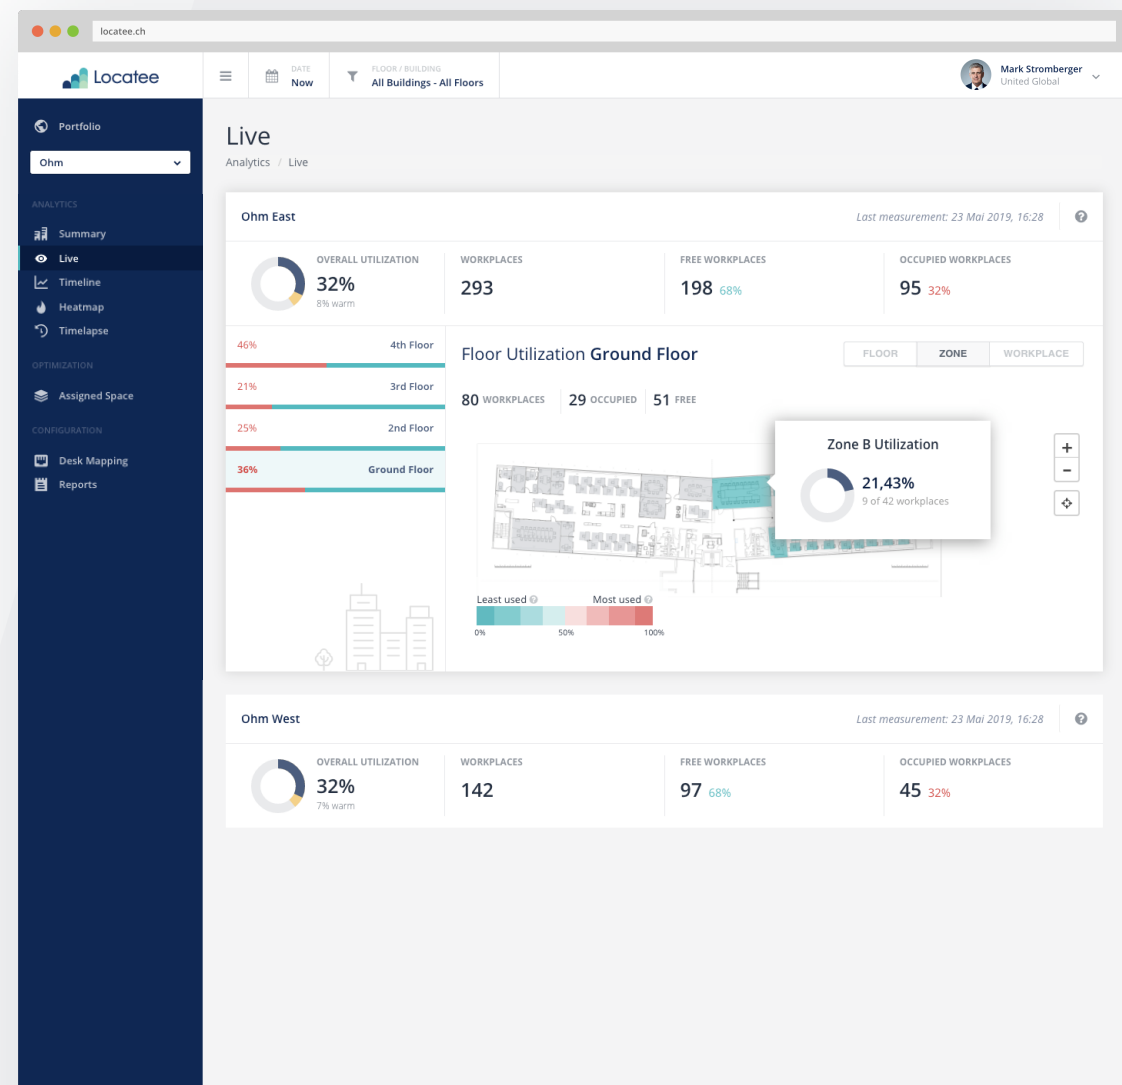 locatee.ch
Locatee
DATE
Now
FLOOR / BUILDING
All Buildings - All Floors
Mark Stromberger
United Global
Portfolio
Ohm
ANALYTICS
Summary
Live
Timeline
Heatmap
Timelapse
OPTIMIZATION
Assigned Space
CONFIGURATION
Desk Mapping
Reports
Live
Analytics / Live
Ohm East
Last measurement: 23 Mai 2019, 16:28
?
OVERALL UTILIZATION
32%
8% warm
WORKPLACES
293
FREE WORKPLACES
198 68%
OCCUPIED WORKPLACES
95 32%
46% 4th Floor
21% 3rd Floor
25% 2nd Floor
36% Ground Floor
Floor Utilization Ground Floor
FLOOR ZONE WORKPLACE
80 WORKPLACES 29 OCCUPIED 51 FREE
Zone B Utilization
21,43%
9 of 42 workplaces
+
−
Least used ? Most used ?
0% 50% 100%
Ohm West
Last measurement: 23 Mai 2019, 16:28
?
OVERALL UTILIZATION
32%
7% warm
WORKPLACES
142
FREE WORKPLACES
97 68%
OCCUPIED WORKPLACES
45 32%